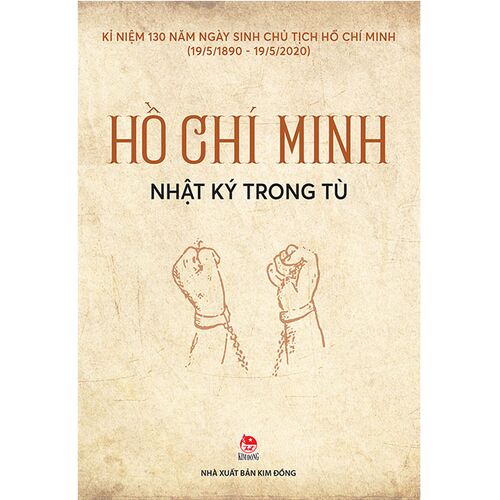 KỈ NIỆM 130 NĂM NGÀY SINH CHỦ TỊCH HỒ CHÍ MINH
(19/5/1890 - 19/5/2020)
HỒ CHÍ MINH
NHẬT KÝ TRONG TÙ
KIM ĐỒNG
NHÀ XUẤT BẢN KIM ĐỒNG